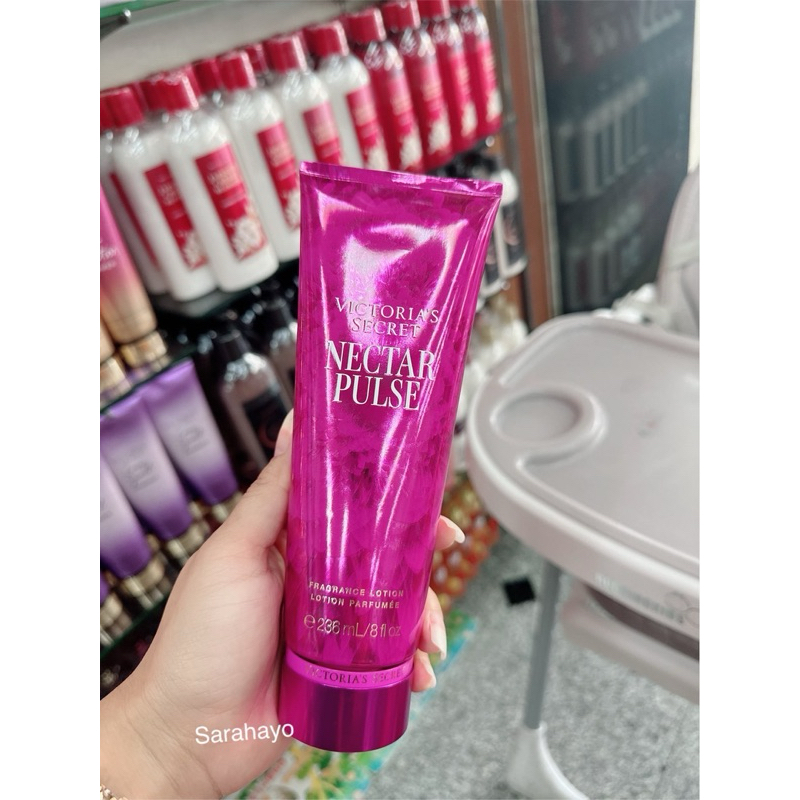 VICTORIA'S
SECRET
NECTAR
PULSE
FRAGRANCE LOTION
LOTION PARFUMÉE
℮ 236 mL/8 fl oz
VICTORIA'S SECRET
Sarahayo